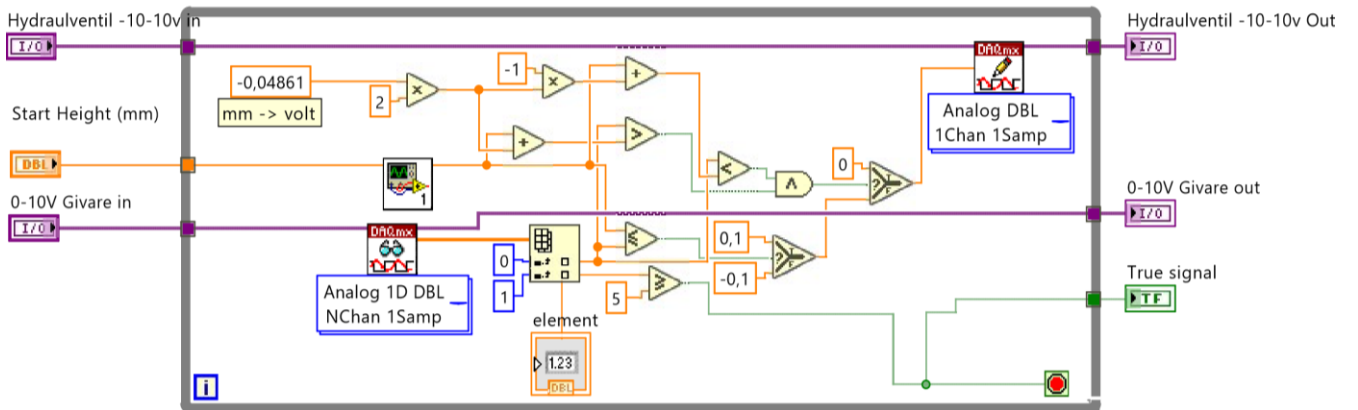 Hydraulventil -10-10v in
Hydraulventil -10-10v Out
I/O
I/O
DAQmx
-0,04861
-1
x
+
x
2
mm -> volt
Analog DBL
1Chan 1Samp
Start Height (mm)
+
>
DBL
<
0
1
∧
?
T
F
0-10V Givare in
0-10V Givare out
I/O
I/O
DAQmx
0
≤
0,1
?
T
F
-0,1
True signal
Analog 1D DBL
NChan 1Samp
1
5
≥
TF
element
1.23
DBL
i